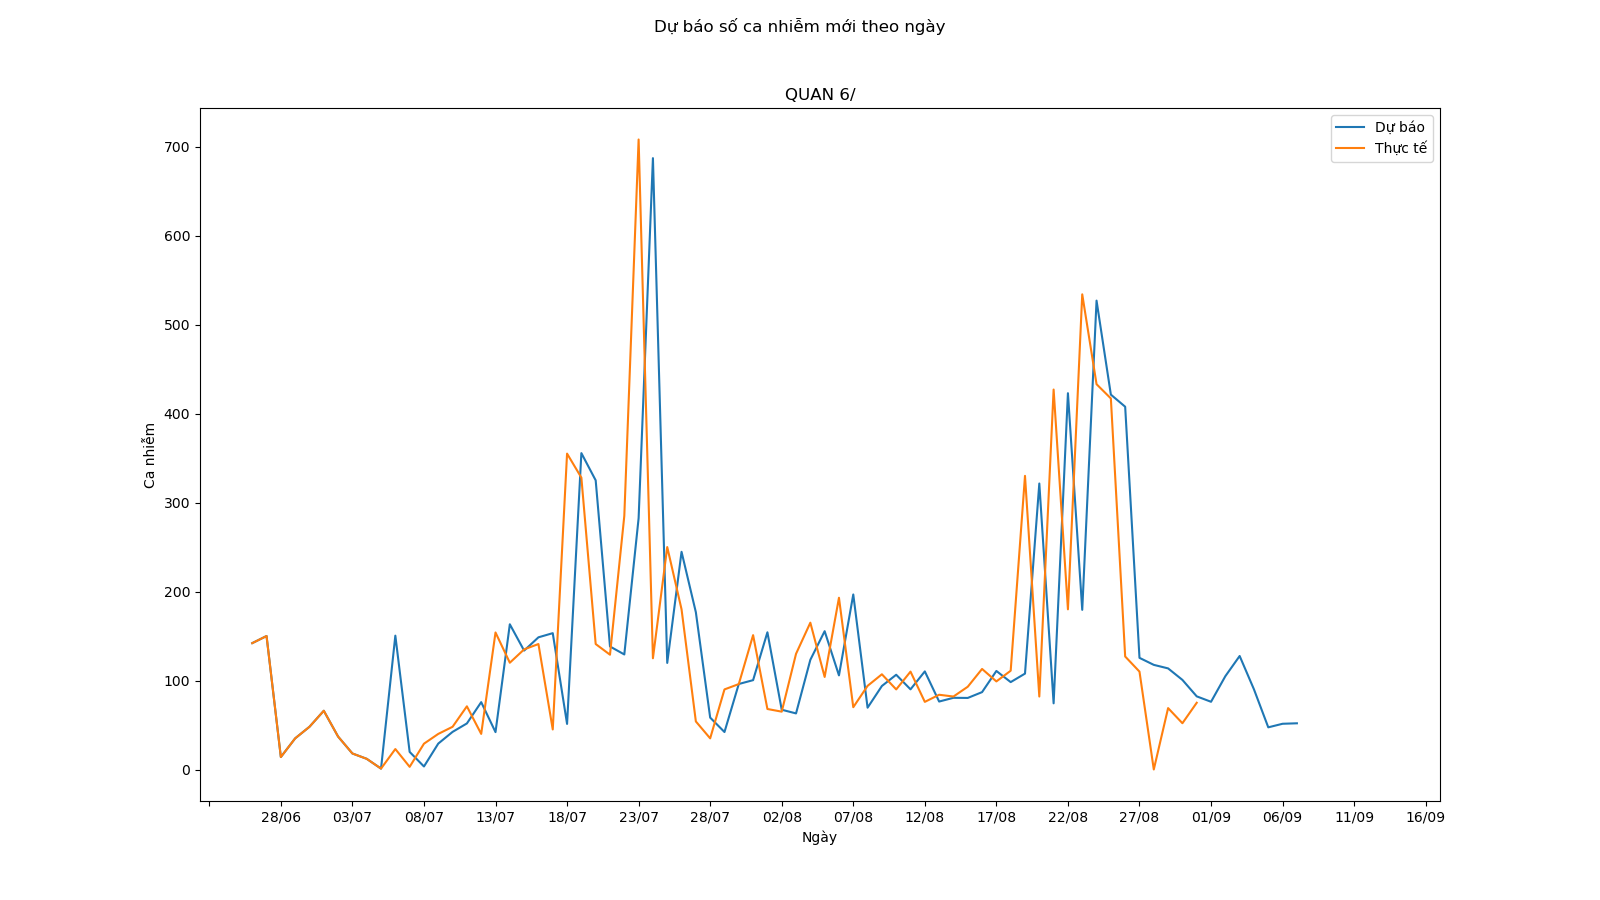 Dự báo số ca nhiễm mới theo ngày
QUAN 6/
Dự báo
Thực tế
700
600
500
400
300
200
100
0
Ca nhiễm
28/06 03/07 08/07 13/07 18/07 23/07 28/07 02/08 07/08 12/08 17/08 22/08 27/08 01/09 06/09 11/09 16/09
Ngày